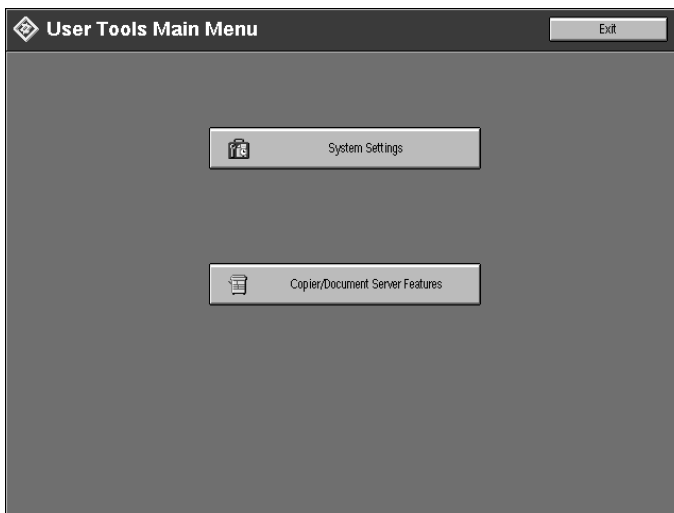 User Tools Main Menu
Exit
System Settings
Copier/Document Server Features